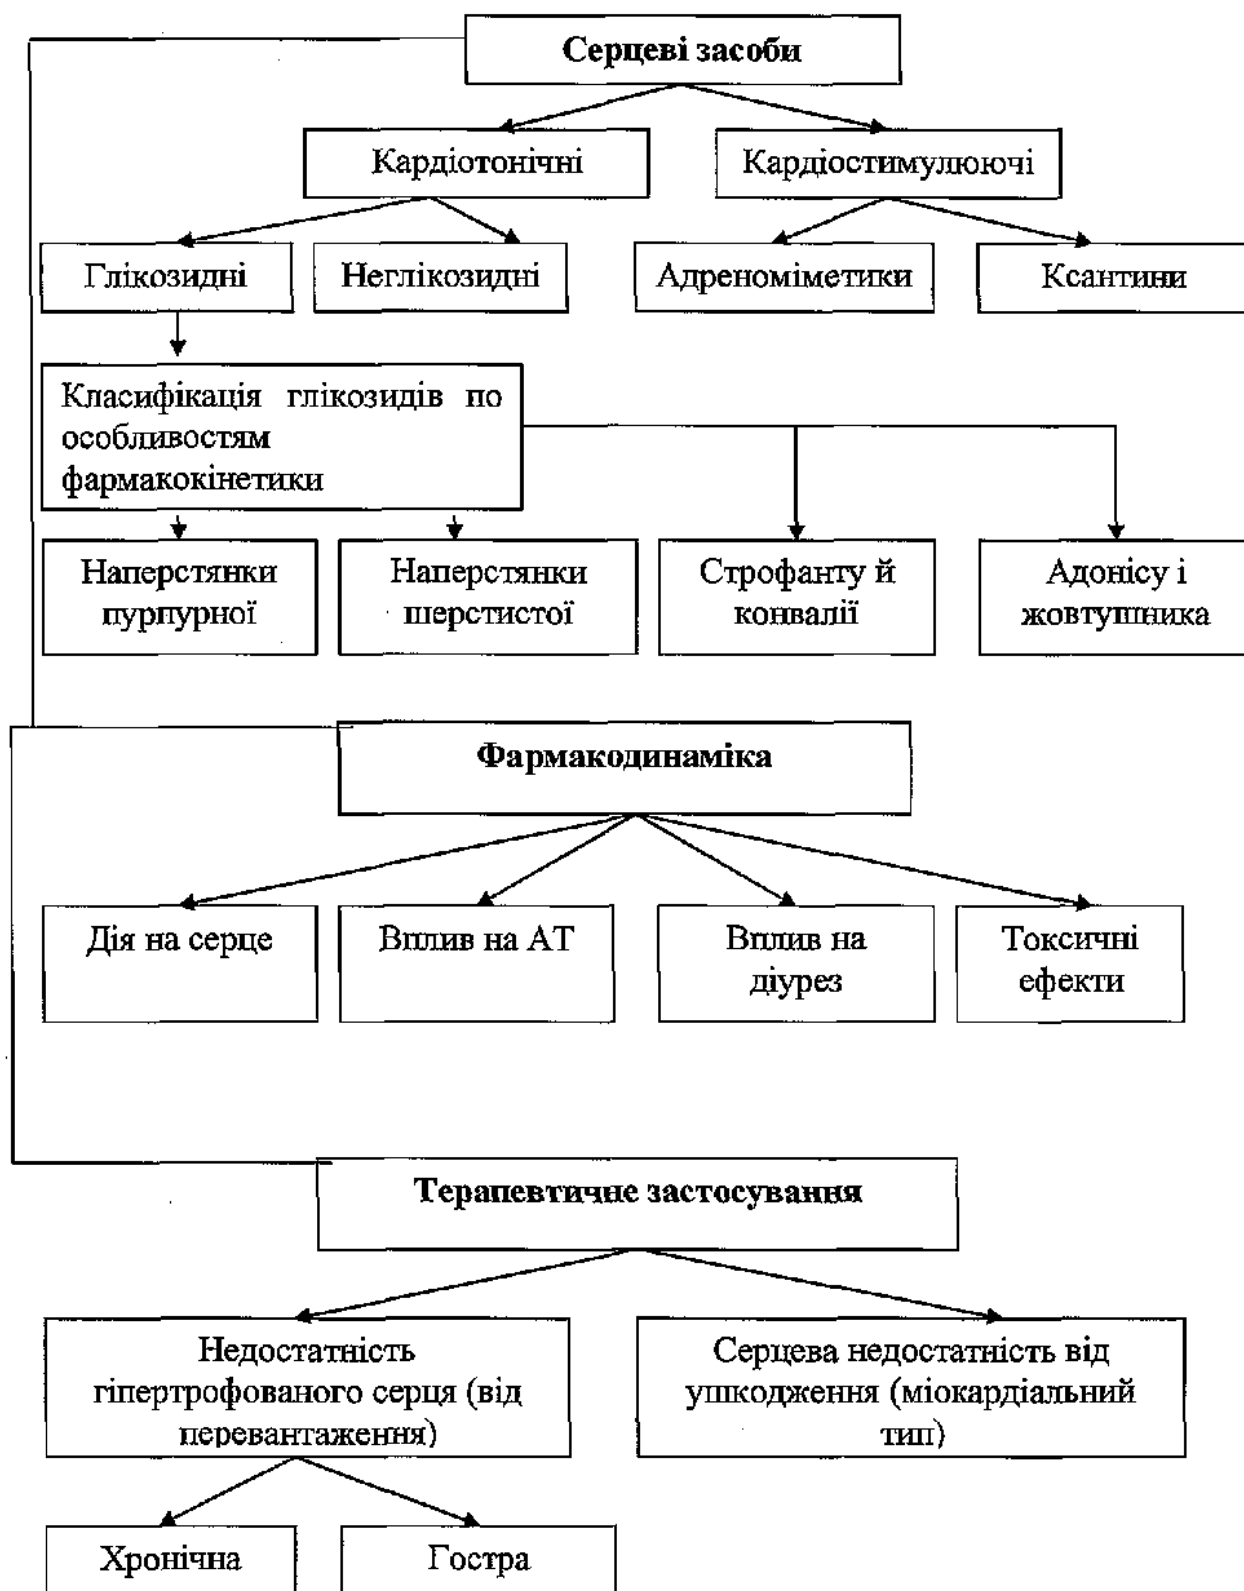 Серцеві засоби
Кардіотонічні
Кардіостимулюючі
Глікозидні
Неглікозидні
Адреноміметики
Ксантини
Класифікація глікозидів по
особливостям
фармакокінетики
Наперстянки
пурпурної
Наперстянки
шерстистої
Строфанту й
конвалії
Адонісу і
жовтушника
Фармакодинаміка
Дія на серце
Вплив на АТ
Вплив на
діурез
Токсичні
ефекти
Терапевтичне застосування
Недостатність
гіпертрофованого серця (від
перевантаження)
Серцева недостатність від
ушкодження (міокардіальний
тип)
Хронічна
Гостра